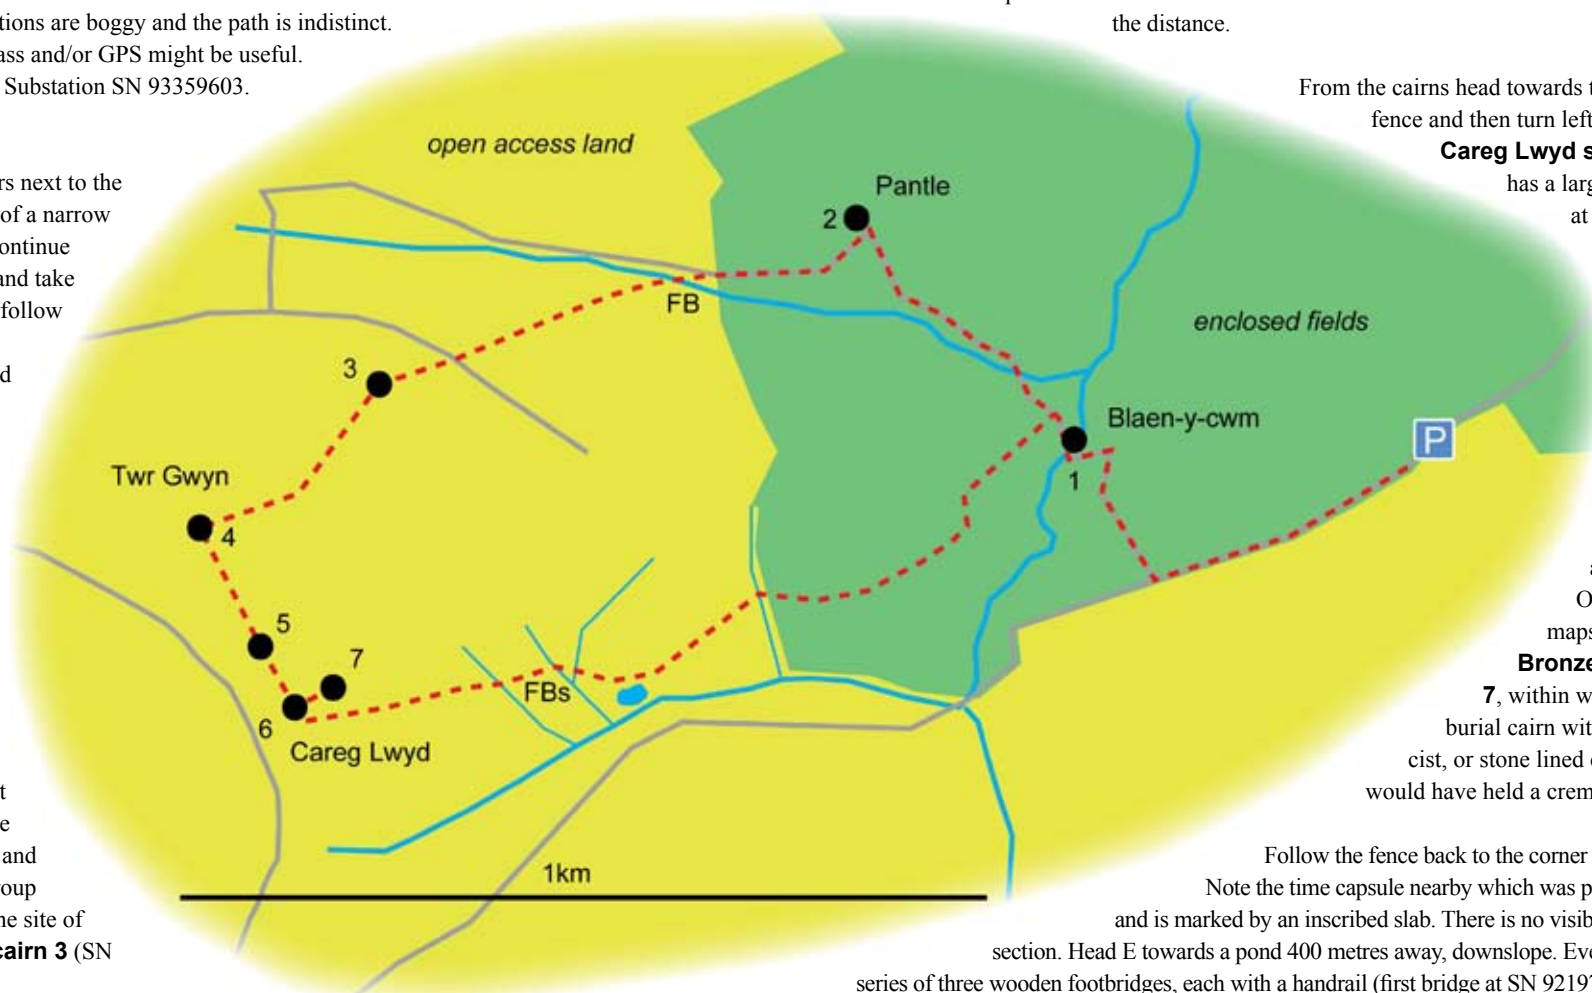 tions are boggy and the path is indistinct.
ass and/or GPS might be useful.
Substation SN 93359603.
rs next to the
of a narrow
ontinue
and take
follow
d
t
e
and
roup
ne site of
cairn 3 (SN
the distance.
From the cairns head towards t
fence and then turn left
Careg Lwyd s
has a larg
at
a
O
maps
Bronze
7, within w
burial cairn wit
cist, or stone lined
would have held a crem
Follow the fence back to the corner
Note the time capsule nearby which was p
and is marked by an inscribed slab. There is no visib
section. Head E towards a pond 400 metres away, downslope. Eve
series of three wooden footbridges, each with a handrail (first bridge at SN 9219
open access land
Pantle
2
FB
enclosed fields
3
Blaen-y-cwm
P
1
Twr Gwyn
4
5
7
FBs
6
Careg Lwyd
1km